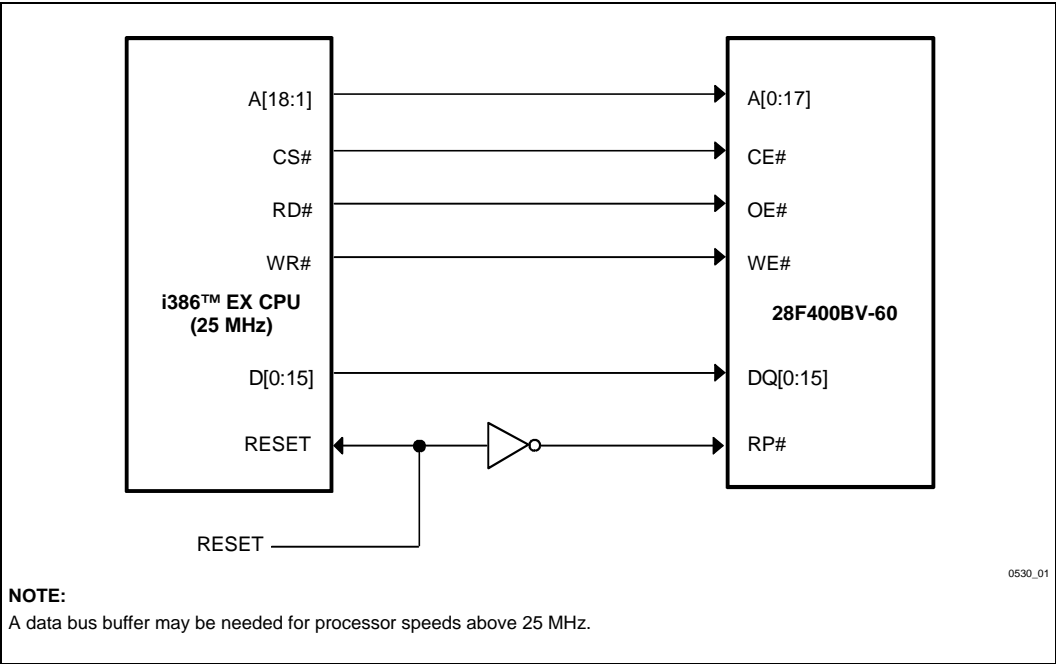 A[18:1] A[0:17]
CS# CE#
RD# OE#
WR# WE#
i386™ EX CPU
(25 MHz)
28F400BV-60
D[0:15] DQ[0:15]
RESET RP#
RESET
0530_01
NOTE:
A data bus buffer may be needed for processor speeds above 25 MHz.